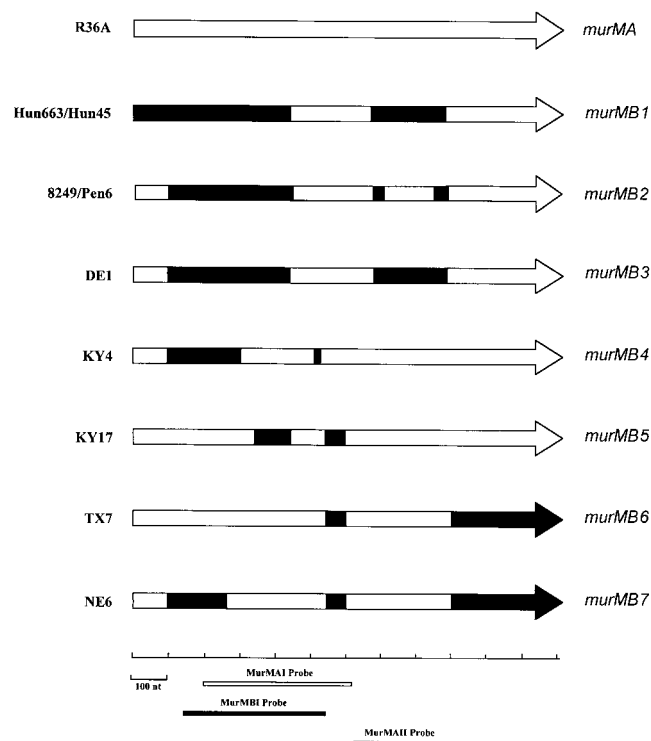 R36A murMA
Hun663/Hun45 murMB1
8249/Pen6 murMB2
DE1 murMB3
KY4 murMB4
KY17 murMB5
TX7 murMB6
NE6 murMB7
MurMAI Probe
100 nt
MurMBI Probe
MurMAII Probe